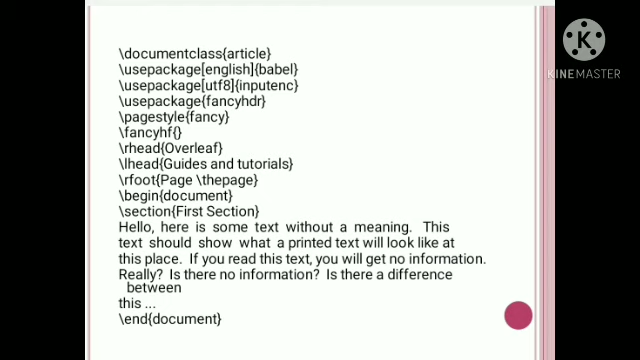 \documentclass{article}
\usepackage[english]{babel}
\usepackage[utf8]{inputenc}
\usepackage{fancyhdr}
\pagestyle{fancy}
\fancyhf{}
\rhead{Overleaf}
\lhead{Guides and tutorials}
\rfoot{Page \thepage}
\begin{document}
\section{First Section}
Hello, here is some text without a meaning. This
text should show what a printed text will look like at
this place. If you read this text, you will get no information.
Really? Is there no information? Is there a difference
between
this ...
\end{document}
K
KINEMASTER